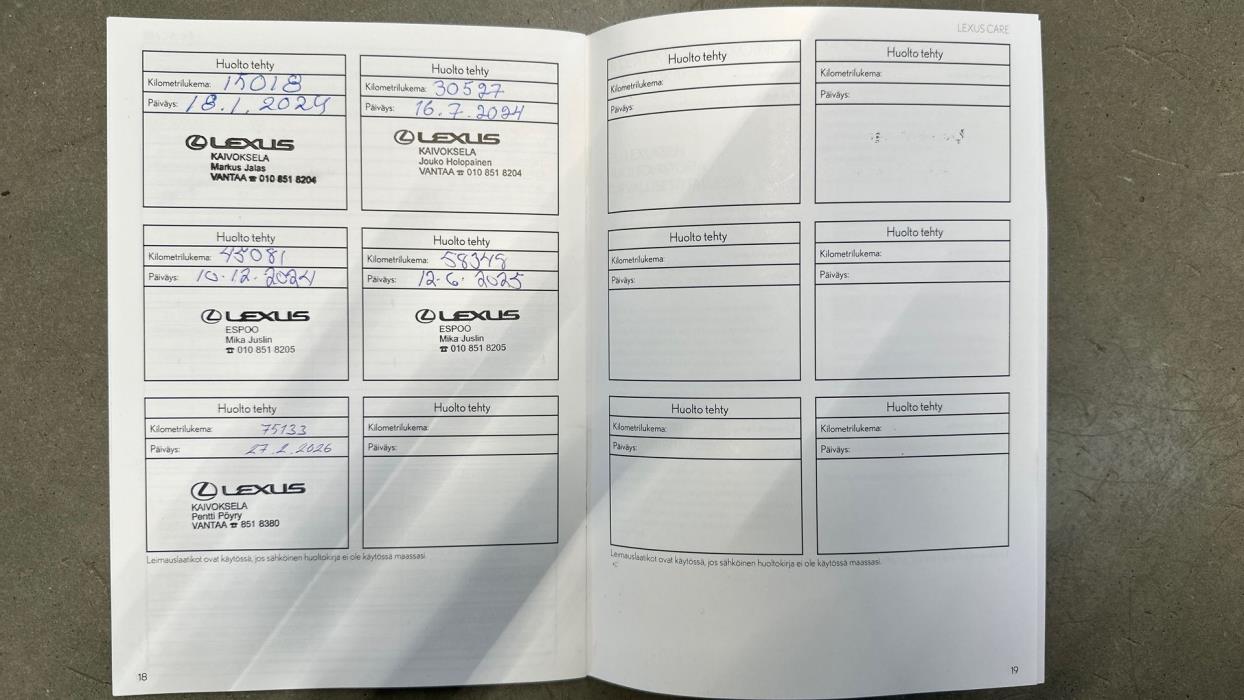 Huolto tehty
Kilometrilukema: 15018
Päiväys: 18.1.2024
LEXUS
KAIVOKSELA
Markus Jalas
VANTAA ☎ 010 851 8204
Huolto tehty
Kilometrilukema: 30527
Päiväys: 16.7.2024
LEXUS
KAIVOKSELA
Jouko Holopainen
VANTAA ☎ 010 851 8204
Huolto tehty
Kilometrilukema: 45081
Päiväys: 10.12.2024
LEXUS
ESPOO
Mika Juslin
☎ 010 851 8205
Huolto tehty
Kilometrilukema: 58348
Päiväys: 12.6.2025
LEXUS
ESPOO
Mika Juslin
☎ 010 851 8205
Huolto tehty
Kilometrilukema: 75133
Päiväys: 27.2.2026
LEXUS
KAIVOKSELA
Pentti Pöyry
VANTAA ☎ 851 8380
Huolto tehty
Kilometrilukema:
Päiväys:
Leimauslaatikot ovat käytössä, jos sähköinen huoltokirja ei ole käytössä maassasi.
18
LEXUS CARE
Huolto tehty
Kilometrilukema:
Päiväys:
Huolto tehty
Kilometrilukema:
Päiväys:
Huolto tehty
Kilometrilukema:
Päiväys:
Huolto tehty
Kilometrilukema:
Päiväys:
Huolto tehty
Kilometrilukema:
Päiväys:
Huolto tehty
Kilometrilukema:
Päiväys:
Leimauslaatikot ovat käytössä, jos sähköinen huoltokirja ei ole käytössä maassasi.
19